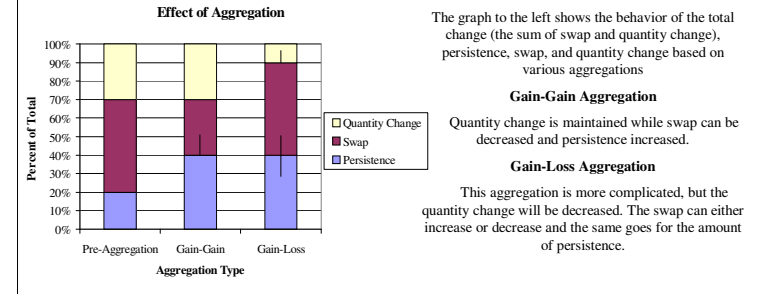 Effect of Aggregation
100%
90%
80%
70%
60%
50%
40%
30%
20%
10%
0%
Percent of Total
Pre-Aggregation Gain-Gain Gain-Loss
Aggregation Type
Quantity Change
Swap
Persistence
The graph to the left shows the behavior of the total
change (the sum of swap and quantity change),
persistence, swap, and quantity change based on
various aggregations
Gain-Gain Aggregation
Quantity change is maintained while swap can be
decreased and persistence increased.
Gain-Loss Aggregation
This aggregation is more complicated, but the
quantity change will be decreased. The swap can either
increase or decrease and the same goes for the amount
of persistence.